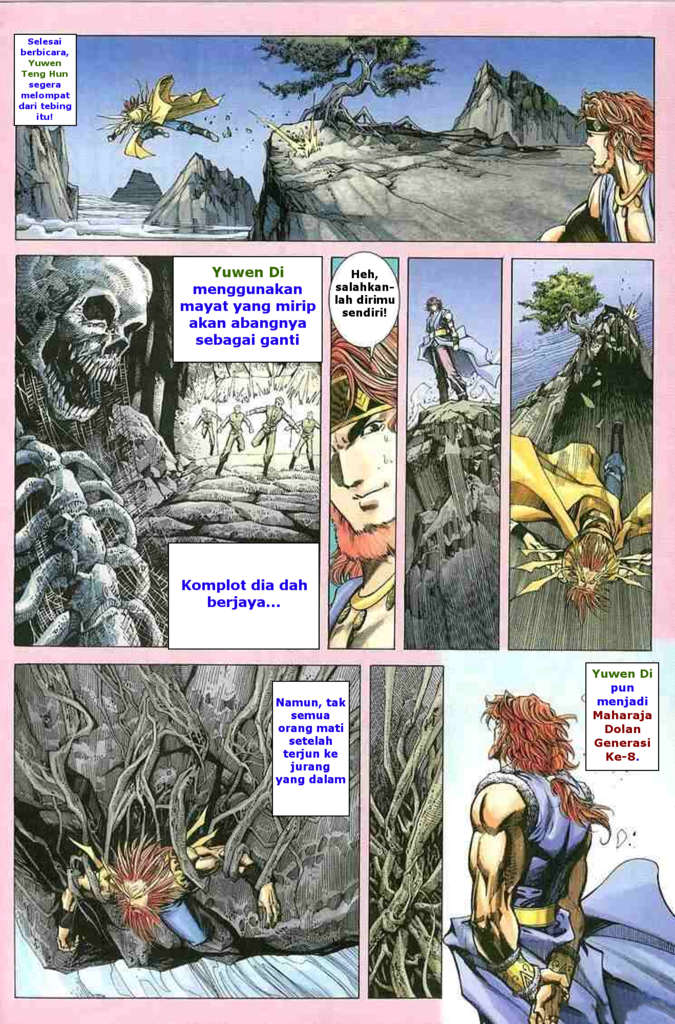 Selesai
berbicara,
Yuwen
Teng Hun
segera
melompat
dari tebing
itu!
Yuwen Di
menggunakan
mayat yang mirip
akan abangnya
sebagai ganti
Heh,
salahkan-
lah dirimu
sendiri!
Komplot dia dah
berjaya...
Namun, tak
semua
orang mati
setelah
terjun ke
jurang
yang dalam
Yuwen Di
pun
menjadi
Maharaja
Dolan
Generasi
Ke-8.